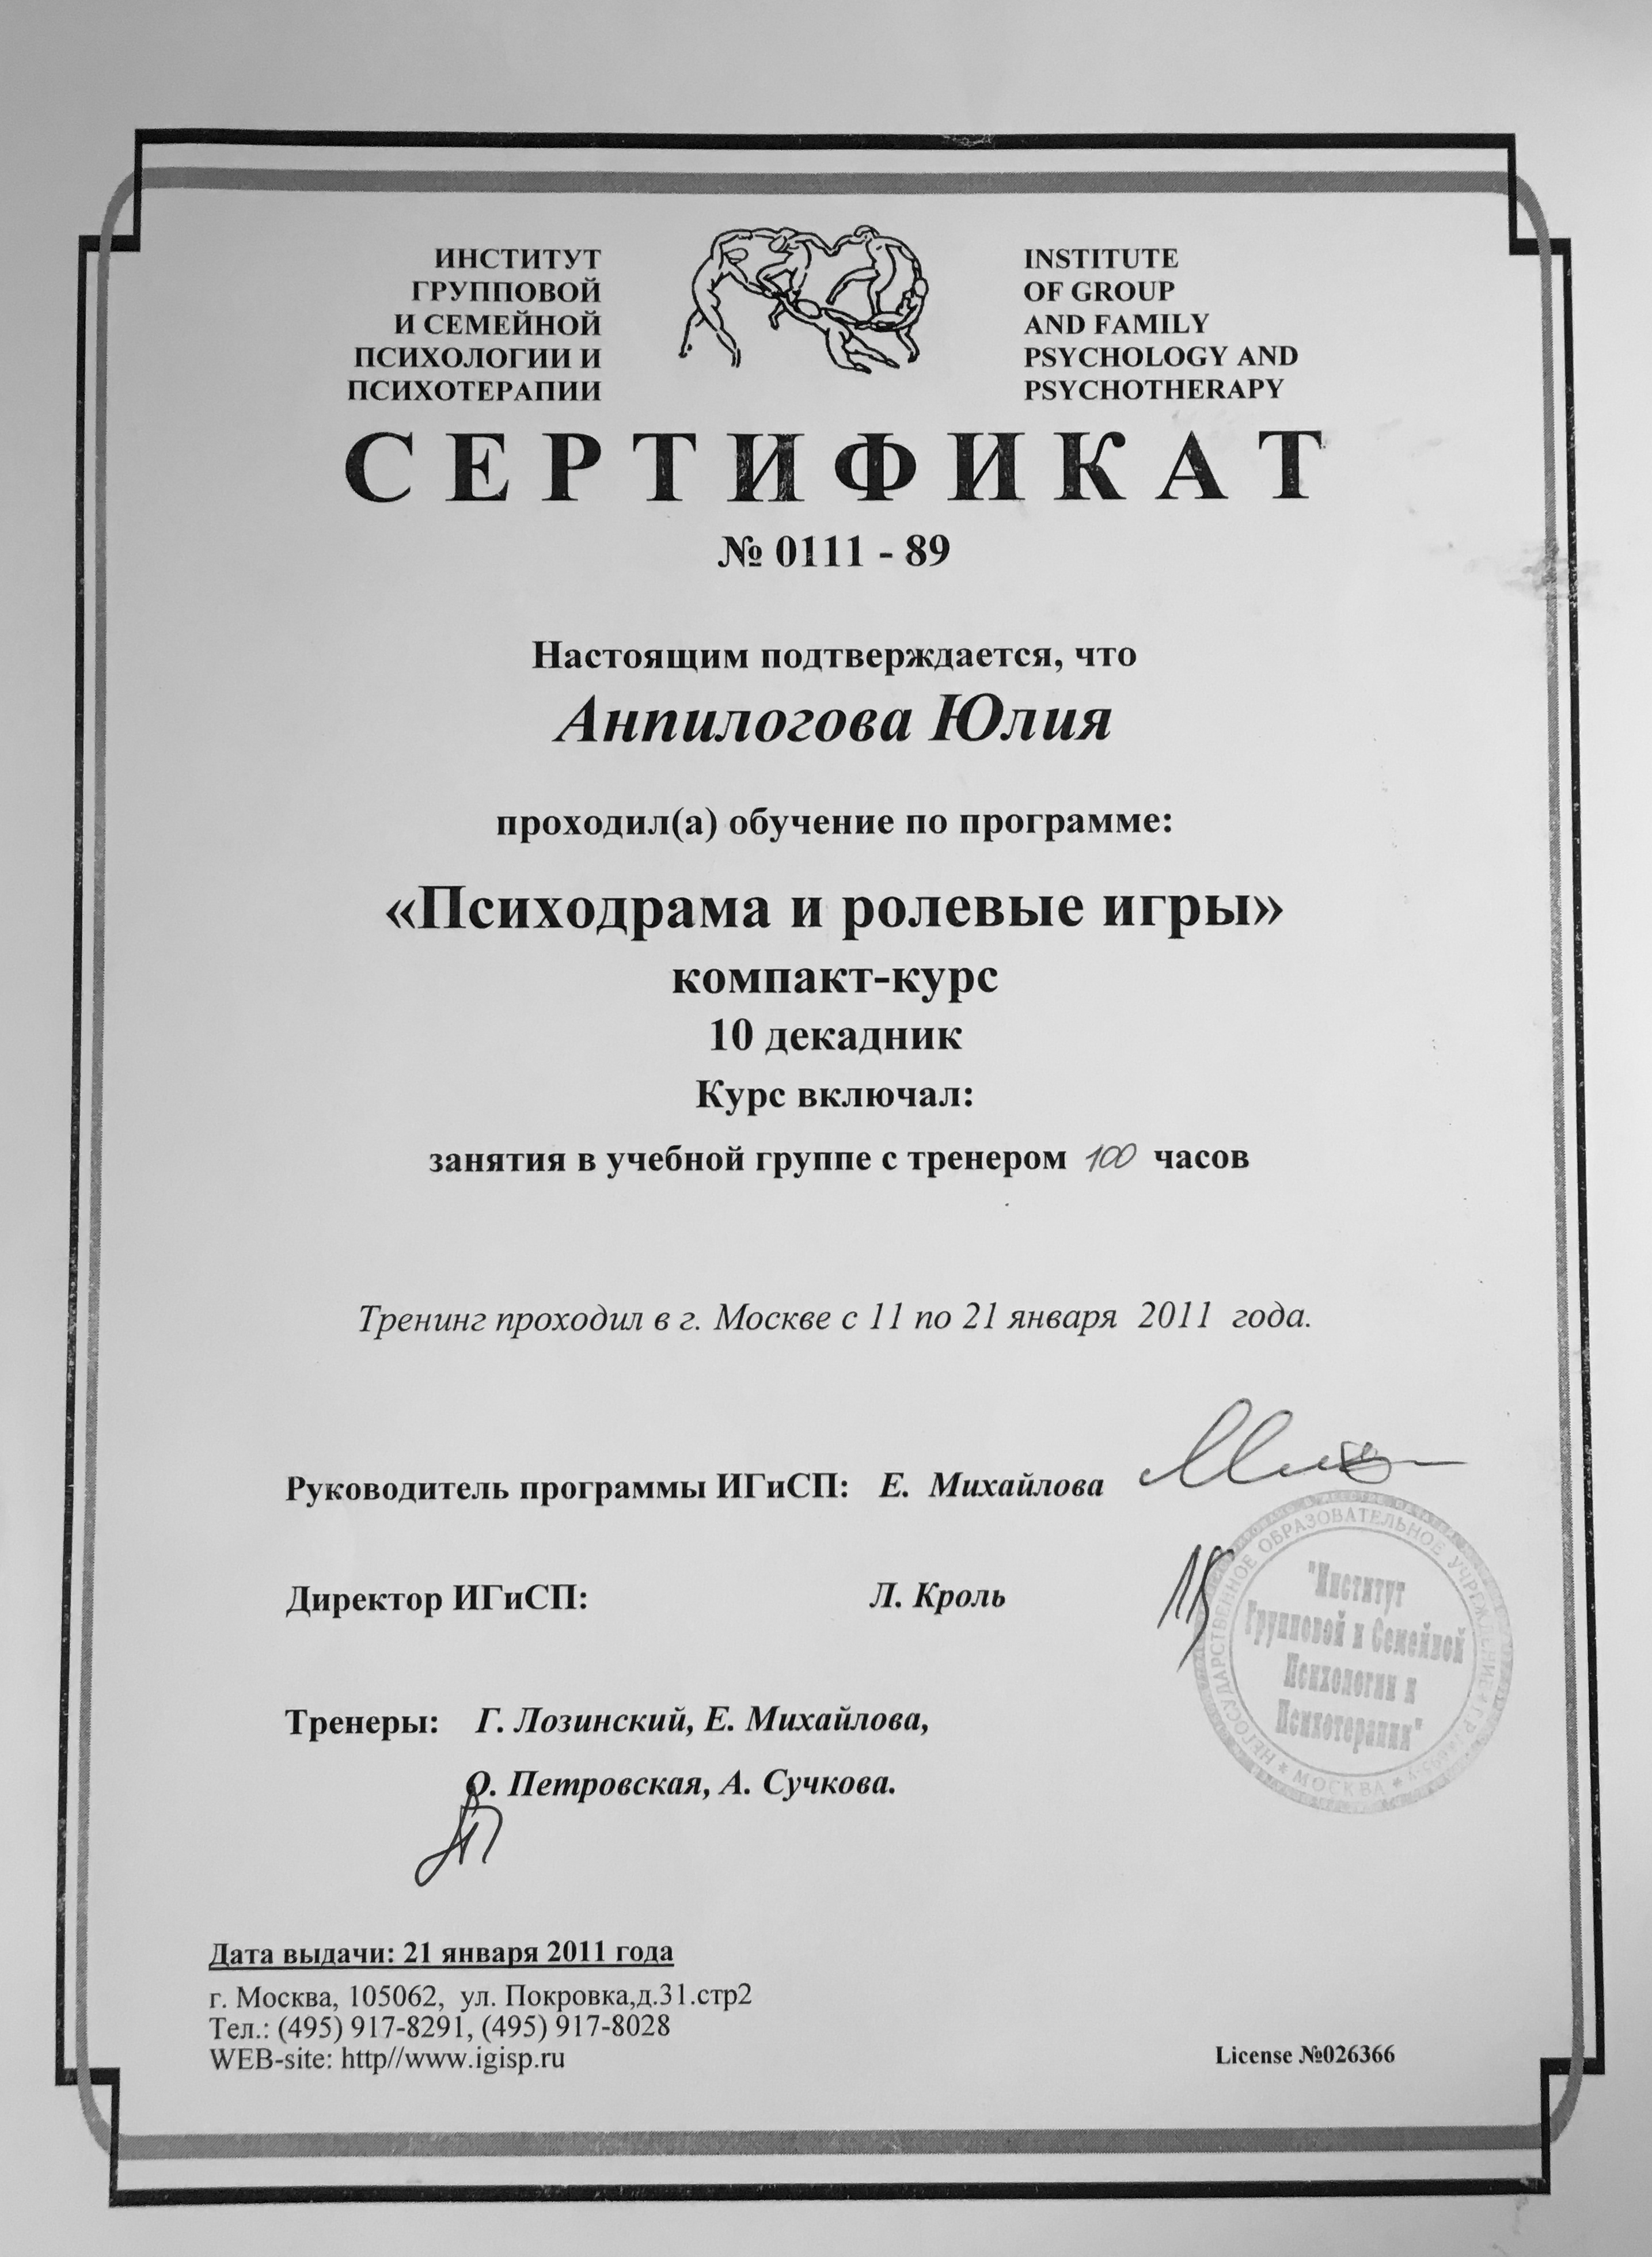 ИНСТИТУТ
ГРУППОВОЙ
И СЕМЕЙНОЙ
ПСИХОЛОГИИ И
ПСИХОТЕРАПИИ
INSTITUTE
OF GROUP
AND FAMILY
PSYCHOLOGY AND
PSYCHOTHERAPY
СЕРТИФИКАТ
№ 0111 - 89
Настоящим подтверждается, что
Анпилогова Юлия
проходил(а) обучение по программе:
«Психодрама и ролевые игры»
компакт-курс
10 декадник
Курс включал:
занятия в учебной группе с тренером 100 часов
Тренинг проходил в г. Москве с 11 по 21 января 2011 года.
Руководитель программы ИГиСП: Е. Михайлова
Директор ИГиСП: Л. Кроль
НЕГОСУДАРСТВЕННОЕ ОБРАЗОВАТЕЛЬНОЕ УЧРЕЖДЕНИЕ
* МОСКВА *
"Институт
Групповой и Семейной
Психологии и
Психотерапии"
Тренеры: Г. Лозинский, Е. Михайлова,
О. Петровская, А. Сучкова.
Дата выдачи: 21 января 2011 года
г. Москва, 105062, ул. Покровка,д.31.стр2
Тел.: (495) 917-8291, (495) 917-8028
WEB-site: http//www.igisp.ru
License №026366